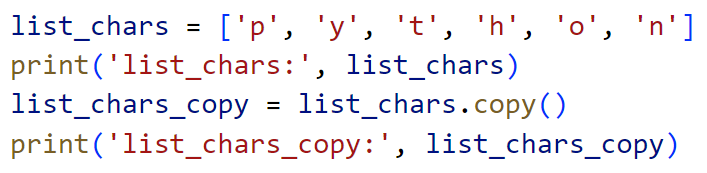 list_chars = ['p', 'y', 't', 'h', 'o', 'n']
print('list_chars:', list_chars)
list_chars_copy = list_chars.copy()
print('list_chars_copy:', list_chars_copy)